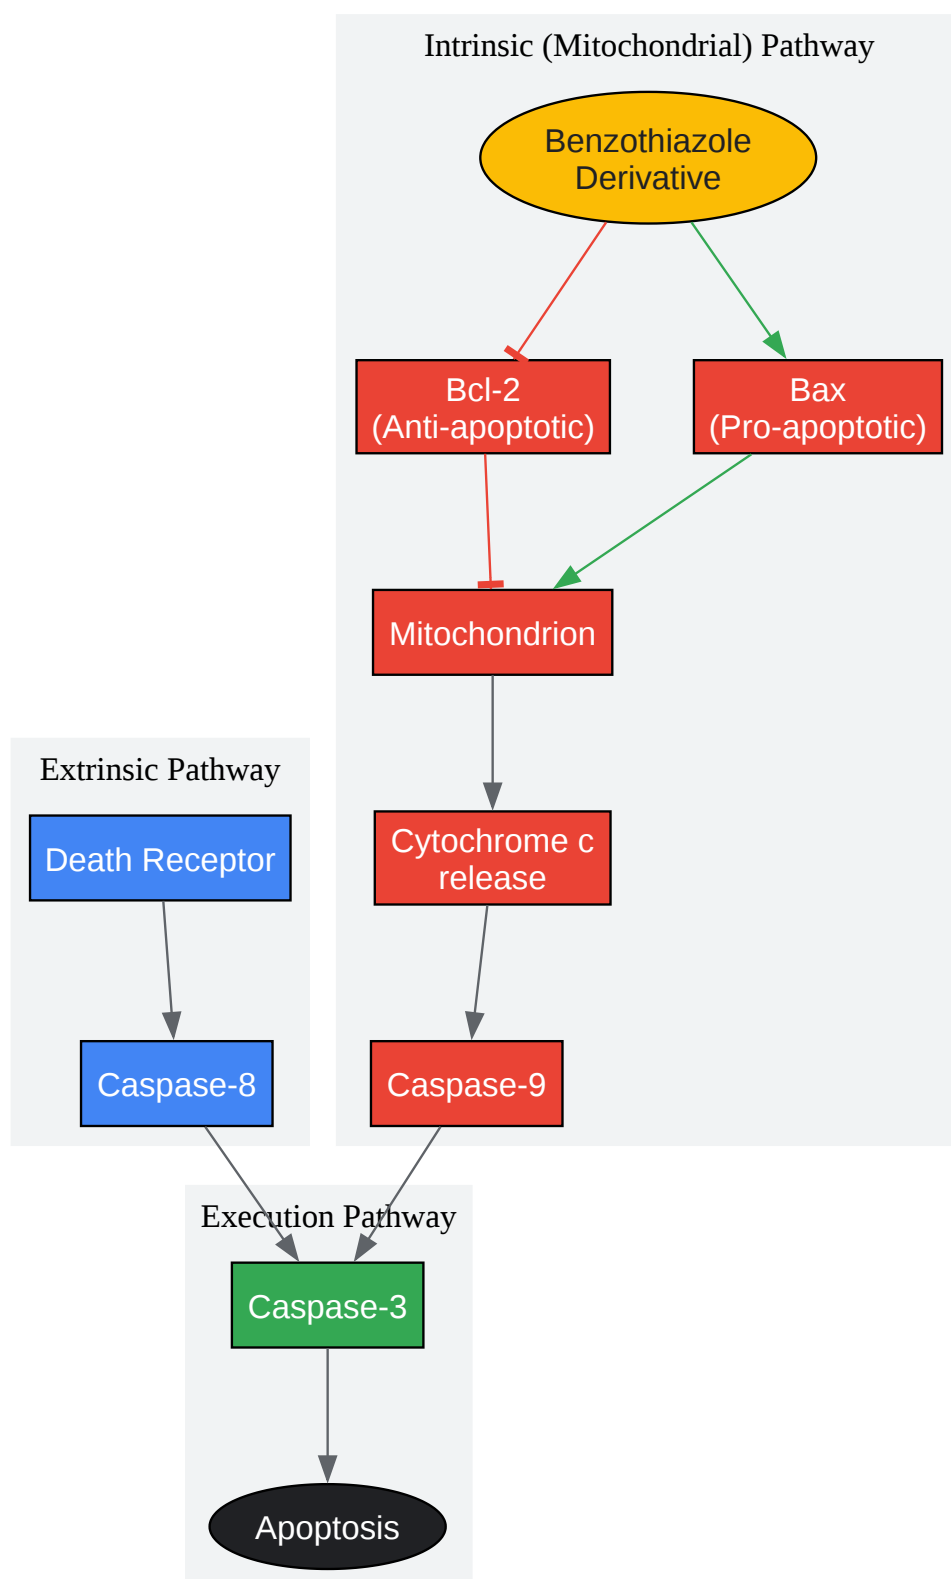 Intrinsic (Mitochondrial) Pathway
Benzothiazole
Derivative
Bcl-2
(Anti-apoptotic)
Bax
(Pro-apoptotic)
Mitochondrion
Extrinsic Pathway
Death Receptor
Cytochrome c
release
Caspase-8
Caspase-9
Execution Pathway
Caspase-3
Apoptosis